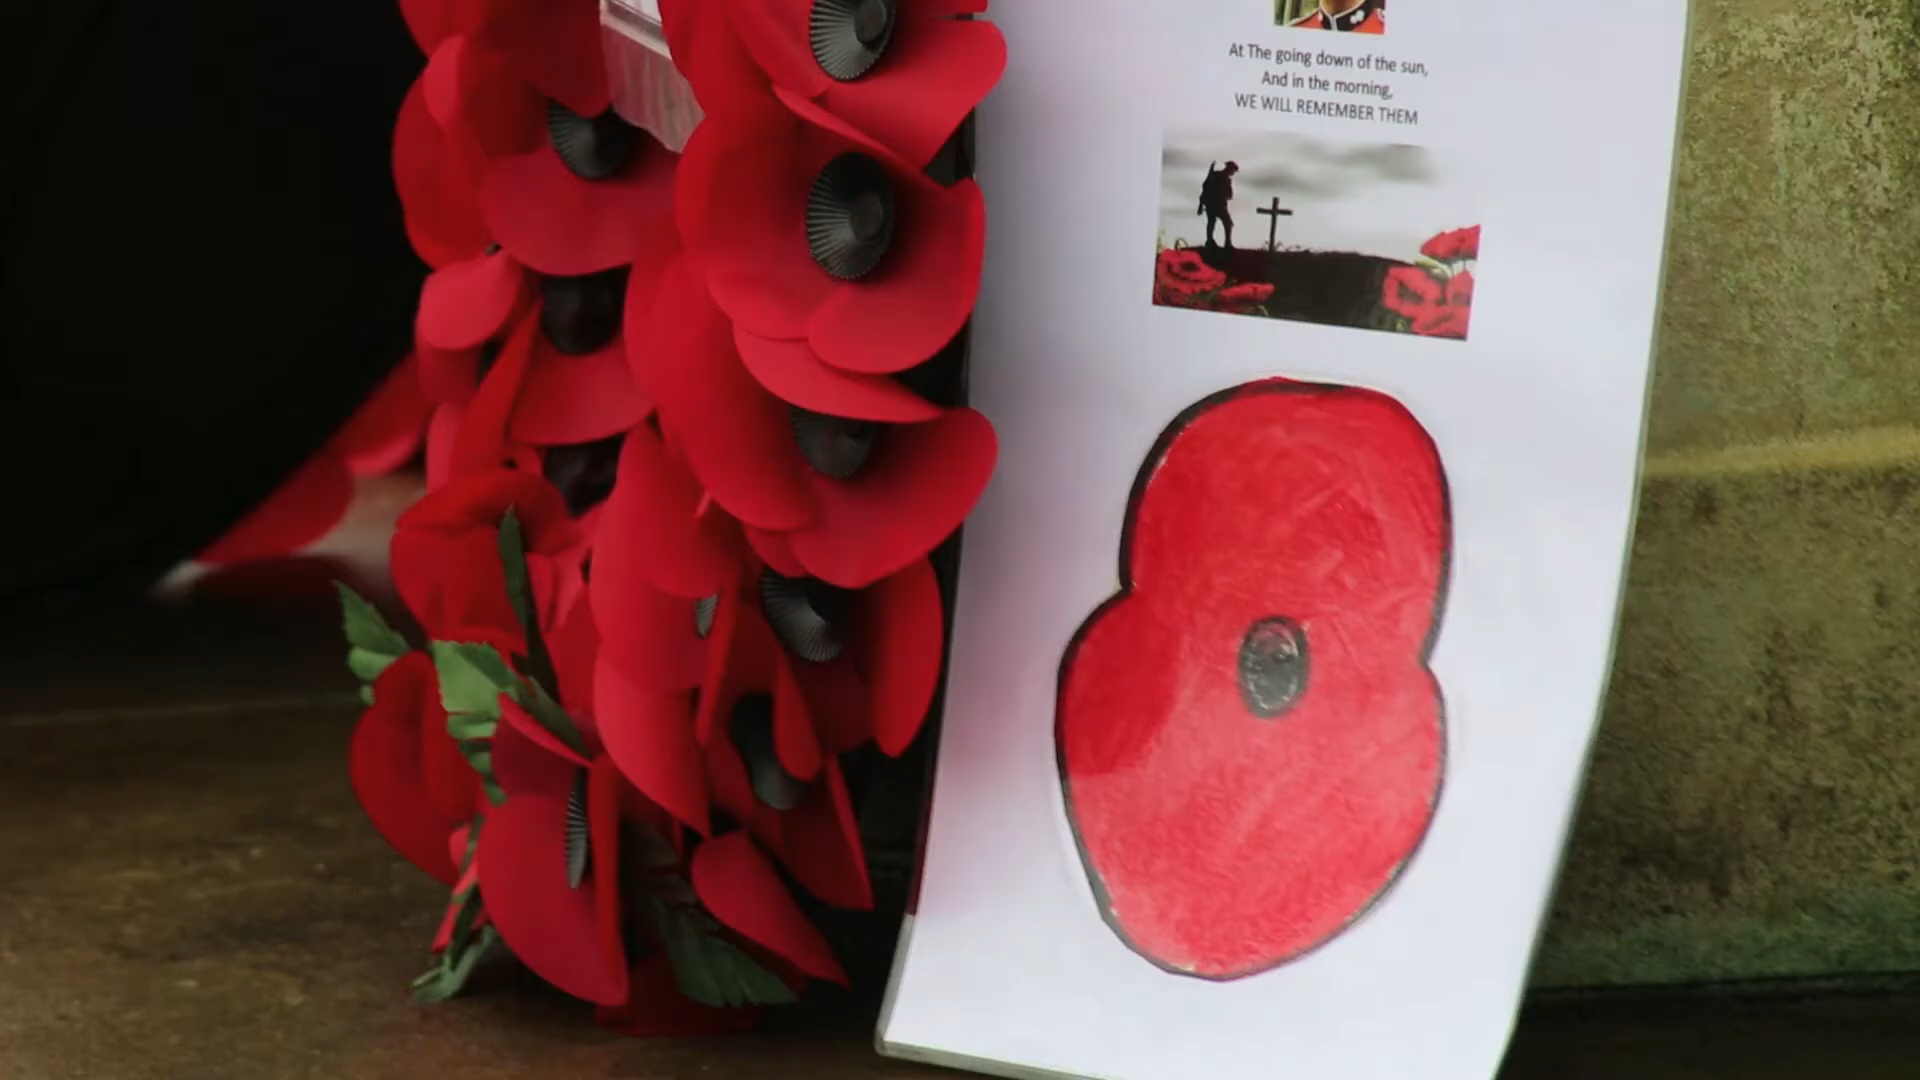 At The going down of the sun,
And in the morning,
WE WILL REMEMBER THEM